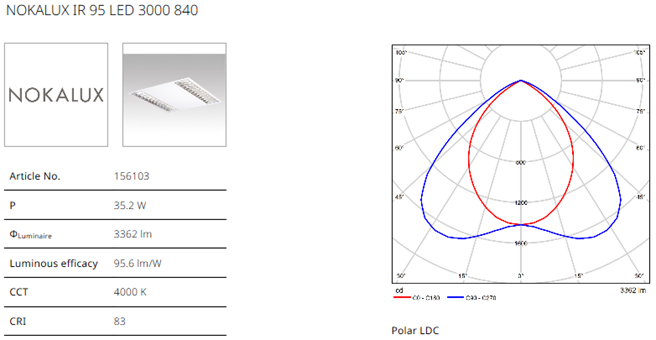 NOKALUX IR 95 LED 3000 840
NOKALUX
Article No. 156103
P 35.2 W
ΦLuminaire 3362 lm
Luminous efficacy 95.6 lm/W
CCT 4000 K
CRI 83
105° 105°
90° 90°
75° 75°
60° 60°
45° 45°
800
1200
1600
30° 15° 0° 15° 30°
cd 3362 lm
C0 - C180 C90 - C270
Polar LDC